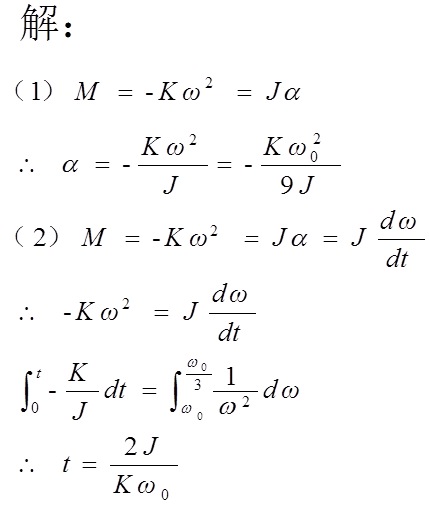 解：
（1） M = -Kω² = Jα
∴ α = - Kω²/J = - Kω₀²/9J
（2） M = -Kω² = Jα = J dω/dt
∴ -Kω² = J dω/dt
∫₀ᵗ - K/J dt = ∫_{ω₀}^{ω₀/3} 1/ω² dω
∴ t = 2J/Kω₀